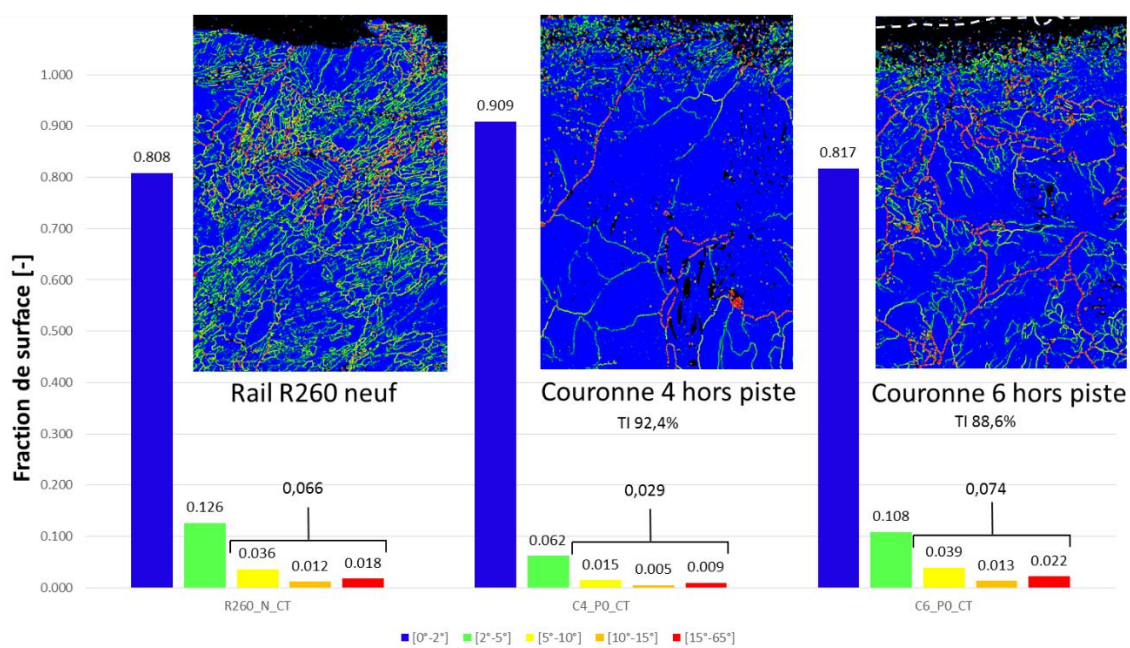 Fraction de surface [-]
1.000
0.900
0.800
0.700
0.600
0.500
0.400
0.300
0.200
0.100
0.000
Rail R260 neuf
Couronne 4 hors piste
TI 92,4%
Couronne 6 hors piste
TI 88,6%
0.808
0.126
0,066
0.036
0.012
0.018
0.909
0.062
0,029
0.015
0.005
0.009
0.817
0.108
0,074
0.039
0.013
0.022
R260_N_CT
C4_P0_CT
C6_P0_CT
[0°-2°] [2°-5°] [5°-10°] [10°-15°] [15°-65°]